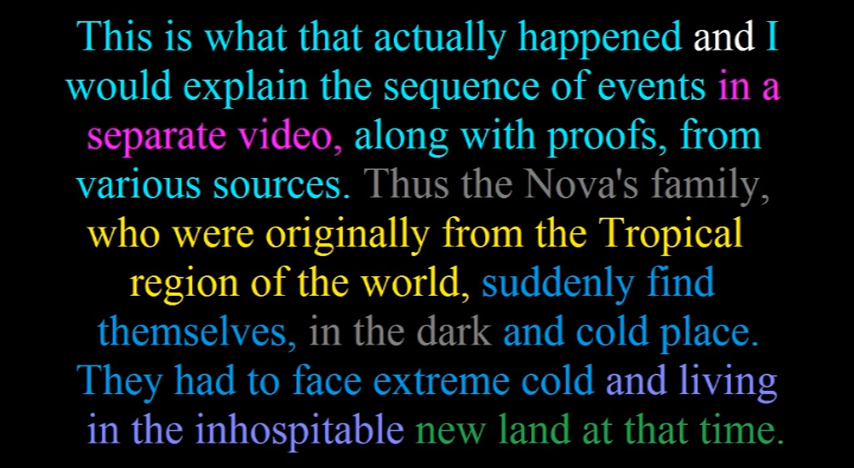 This is what that actually happened and I
would explain the sequence of events in a
separate video, along with proofs, from
various sources. Thus the Nova's family,
who were originally from the Tropical
region of the world, suddenly find
themselves, in the dark and cold place.
They had to face extreme cold and living
in the inhospitable new land at that time.